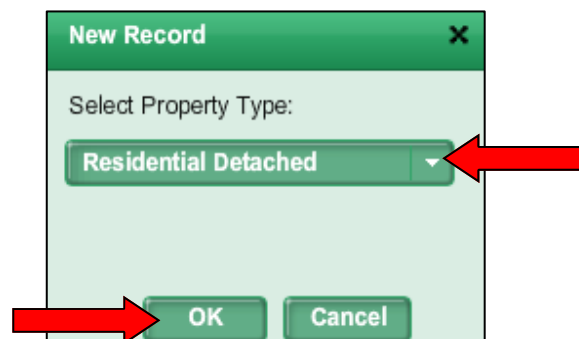 New Record
Select Property Type:
Residential Detached
OK Cancel